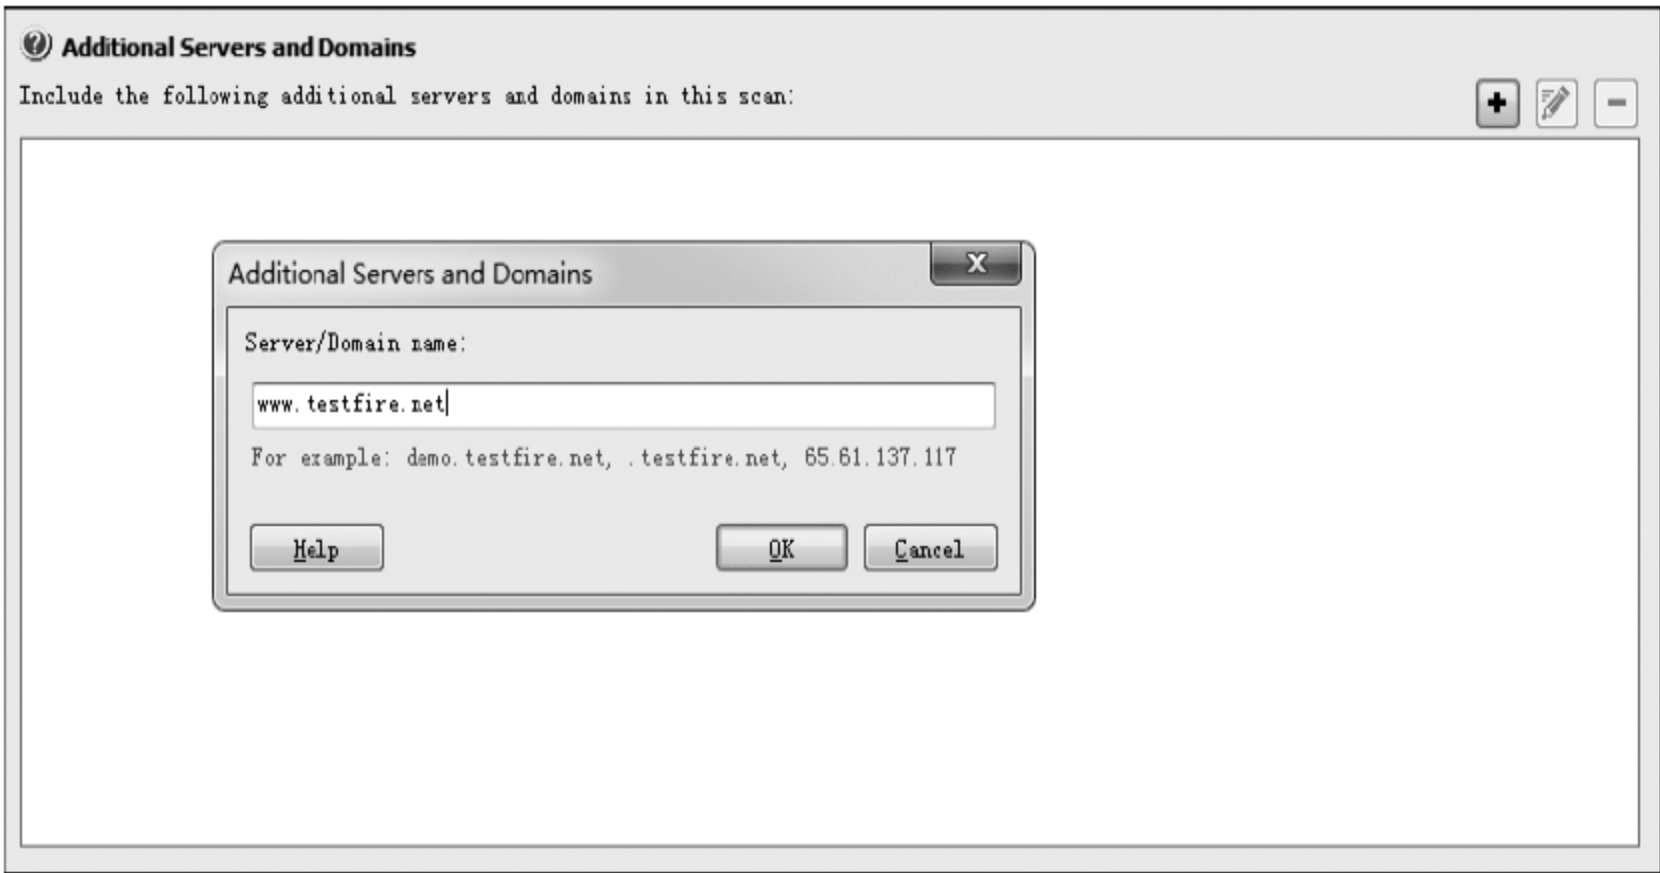 Additional Servers and Domains
Include the following additional servers and domains in this scan:
Additional Servers and Domains
Server/Domain name:
www.testfire.net
For example: demo.testfire.net, .testfire.net, 65.61.137.117
Help
OK
Cancel